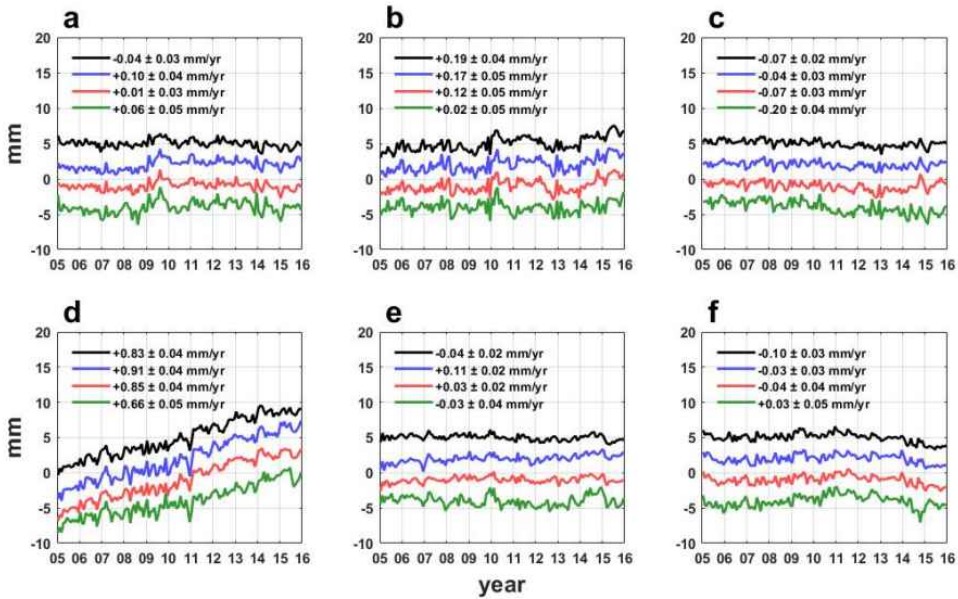 a
b
c
20
15
10
5
0
-5
-10
mm
-0.04 ± 0.03 mm/yr
+0.10 ± 0.04 mm/yr
+0.01 ± 0.03 mm/yr
+0.06 ± 0.05 mm/yr
05 06 07 08 09 10 11 12 13 14 15 16
20
15
10
5
0
-5
-10
+0.19 ± 0.04 mm/yr
+0.17 ± 0.05 mm/yr
+0.12 ± 0.05 mm/yr
+0.02 ± 0.05 mm/yr
05 06 07 08 09 10 11 12 13 14 15 16
20
15
10
5
0
-5
-10
-0.07 ± 0.02 mm/yr
-0.04 ± 0.03 mm/yr
-0.07 ± 0.03 mm/yr
-0.20 ± 0.04 mm/yr
05 06 07 08 09 10 11 12 13 14 15 16
d
e
f
20
15
10
5
0
-5
-10
mm
+0.83 ± 0.04 mm/yr
+0.91 ± 0.04 mm/yr
+0.85 ± 0.04 mm/yr
+0.66 ± 0.05 mm/yr
05 06 07 08 09 10 11 12 13 14 15 16
20
15
10
5
0
-5
-10
-0.04 ± 0.02 mm/yr
+0.11 ± 0.02 mm/yr
+0.03 ± 0.02 mm/yr
-0.03 ± 0.04 mm/yr
05 06 07 08 09 10 11 12 13 14 15 16
20
15
10
5
0
-5
-10
-0.10 ± 0.03 mm/yr
-0.03 ± 0.03 mm/yr
-0.04 ± 0.04 mm/yr
+0.03 ± 0.05 mm/yr
05 06 07 08 09 10 11 12 13 14 15 16
year